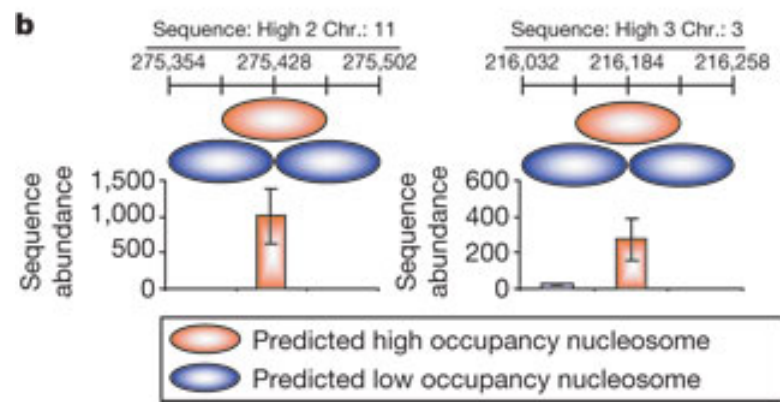 b
Sequence: High 2 Chr.: 11
275,354 275,428 275,502
Sequence abundance
1,500
1,000
500
0
Sequence: High 3 Chr.: 3
216,032 216,184 216,258
Sequence abundance
600
400
200
0
Predicted high occupancy nucleosome
Predicted low occupancy nucleosome